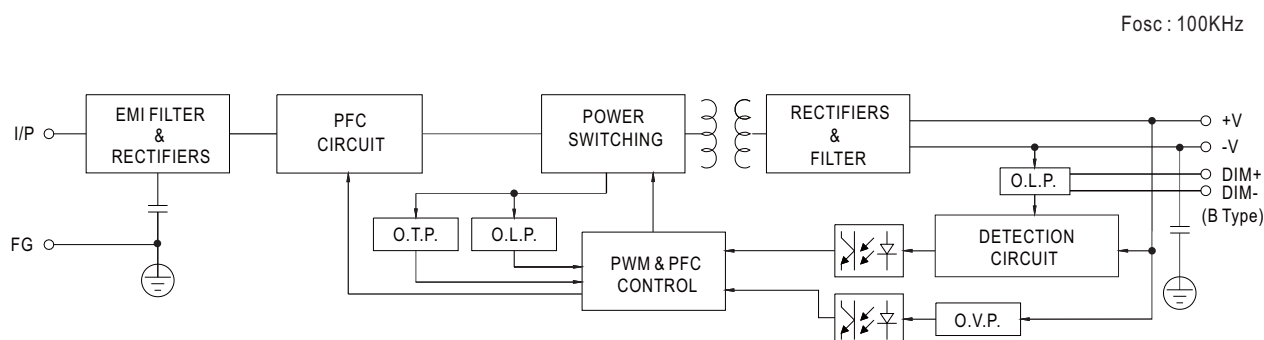 Fosc : 100KHz
I/P
EMI FILTER
&
RECTIFIERS
PFC
CIRCUIT
POWER
SWITCHING
RECTIFIERS
&
FILTER
+V
-V
DIM+
DIM-
(B Type)
O.L.P.
FG
O.T.P.
O.L.P.
PWM & PFC
CONTROL
DETECTION
CIRCUIT
O.V.P.